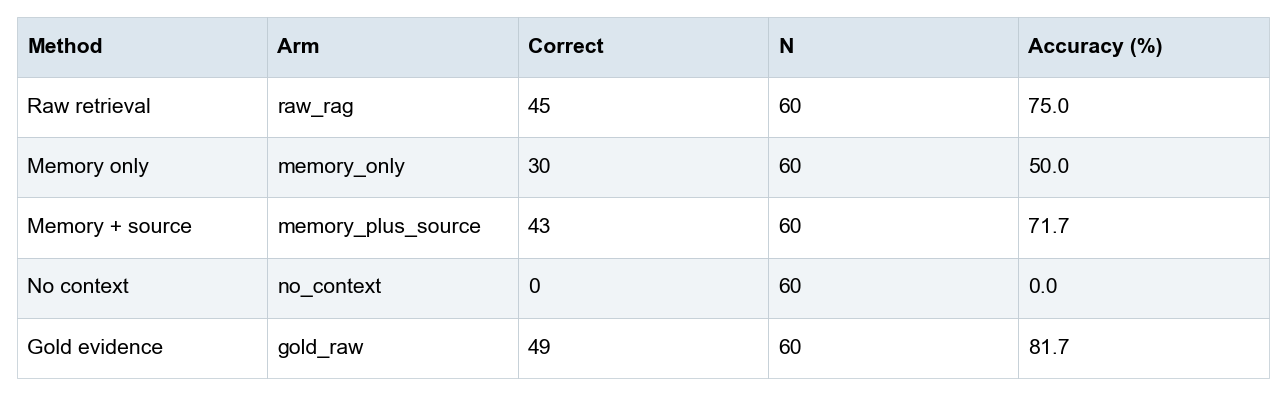 Method Arm Correct N Accuracy (%)
Raw retrieval raw_rag 45 60 75.0
Memory only memory_only 30 60 50.0
Memory + source memory_plus_source 43 60 71.7
No context no_context 0 60 0.0
Gold evidence gold_raw 49 60 81.7